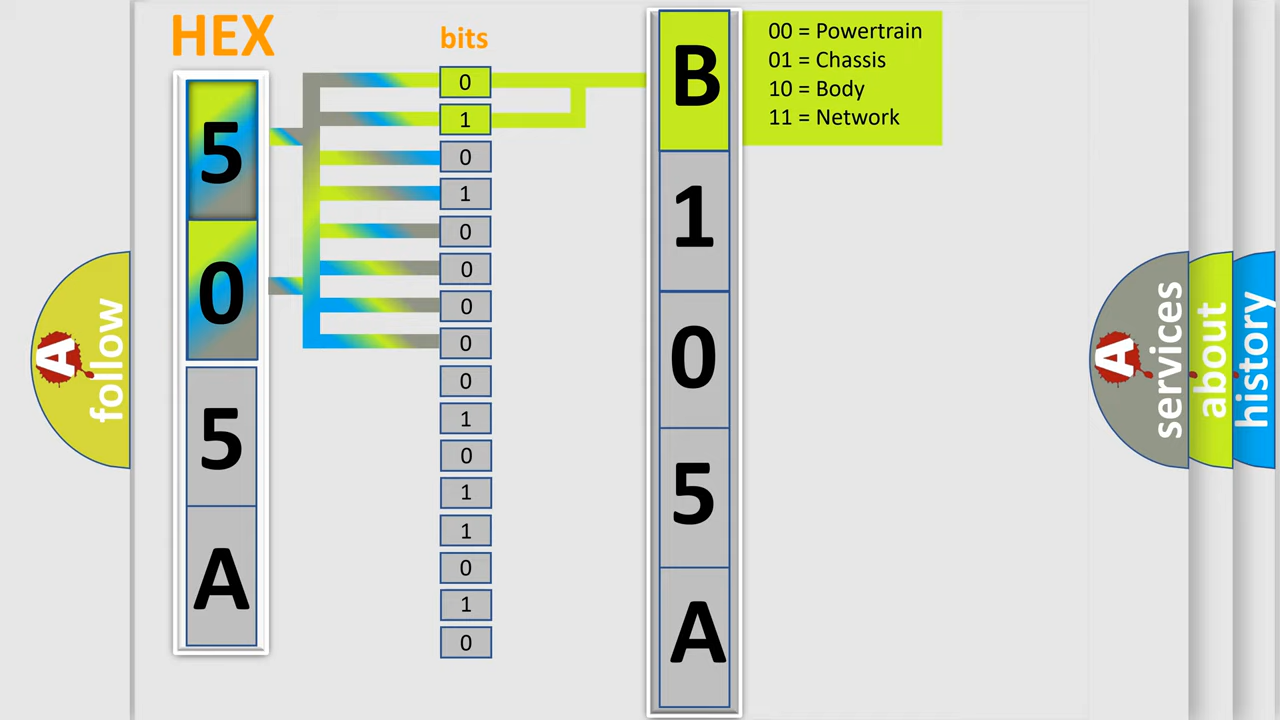 HEX
bits
5
0
5
A
0
1
0
1
0
0
0
0
0
1
0
1
1
0
1
0
B
1
0
5
A
00 = Powertrain
01 = Chassis
10 = Body
11 = Network
A
follow
A
services
about
history